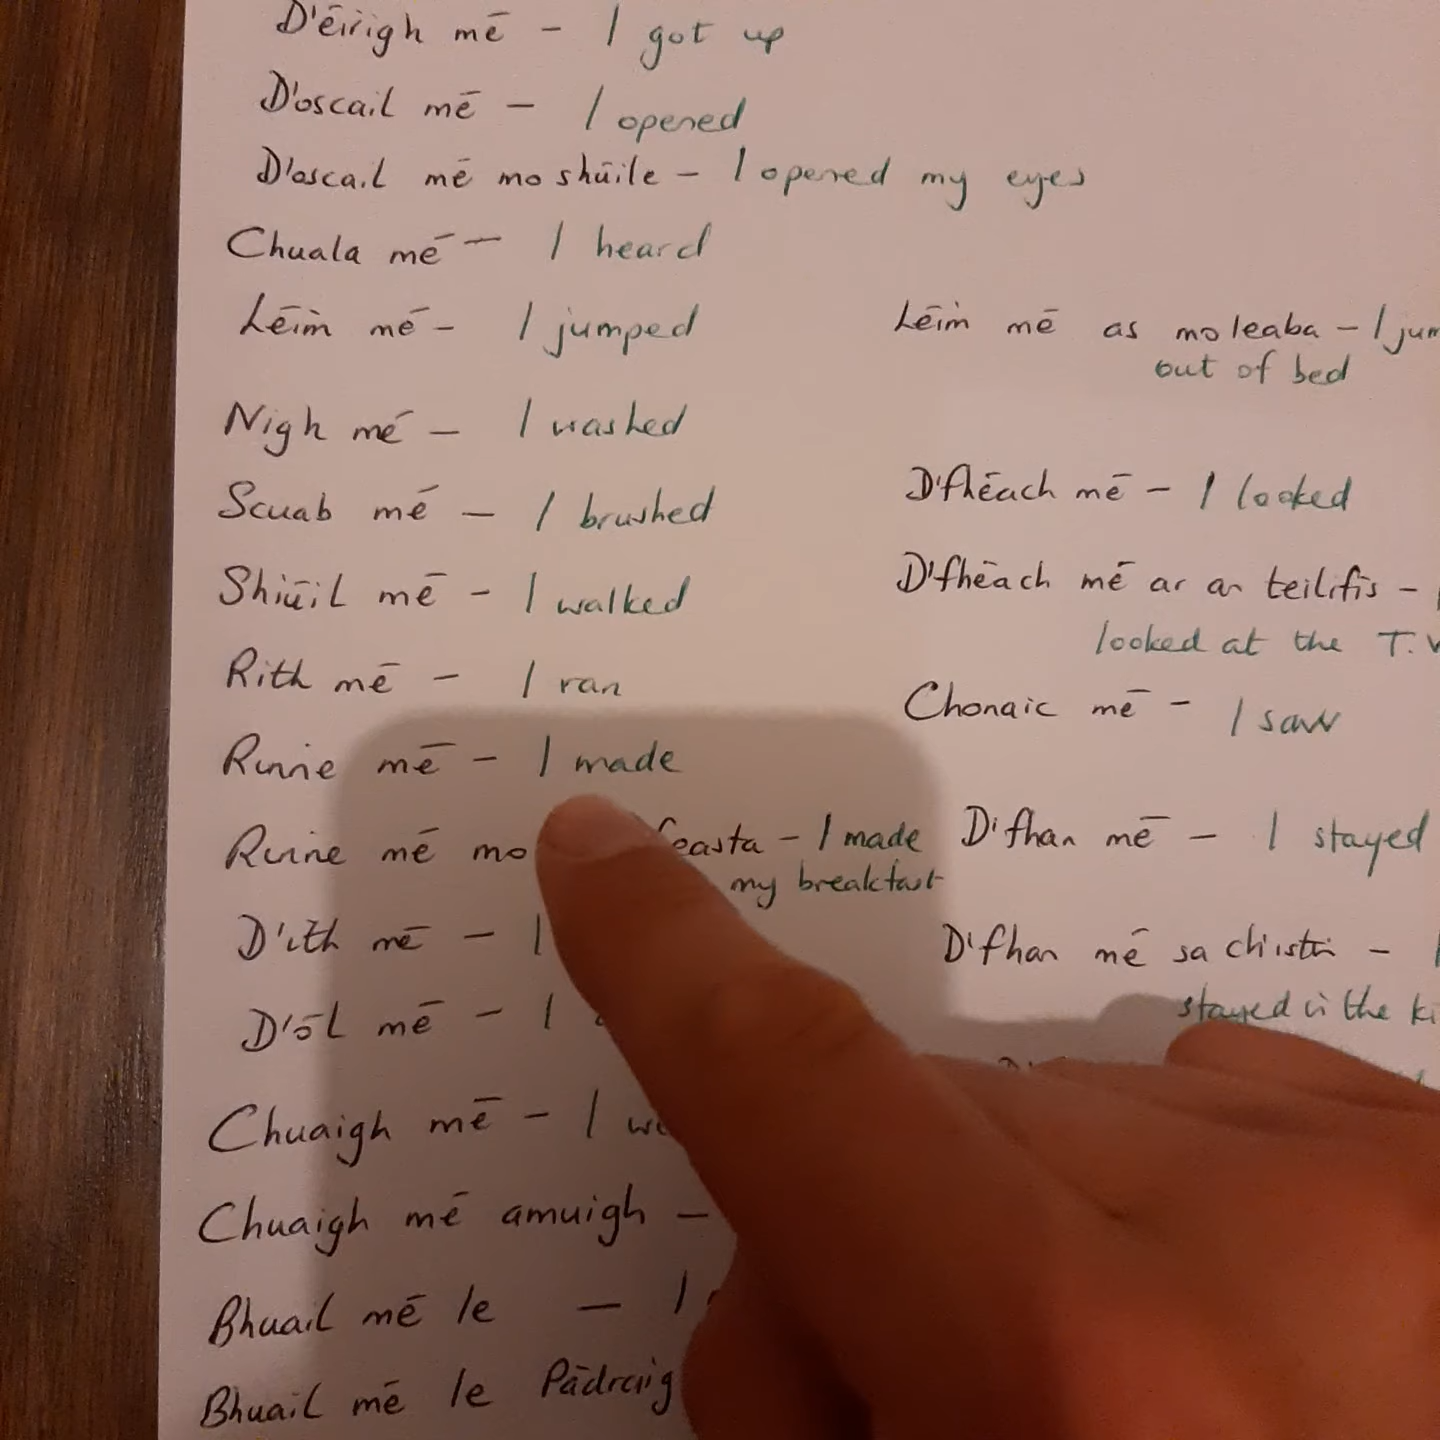 D'éirigh mé - I got up
D'oscail mé - I opened
D'oscail mé mo shúile - I opened my eyes
Chuala mé - I heard
Léim mé - I jumped
Nigh mé - I washed
Scuab mé - I brushed
Shiúil mé - I walked
Rith mé - I ran
Rinne mé - I made
Rinne mé mo - I made
my breakfast
D'ith mé - I
D'ól mé - I
Chuaigh mé - I
Chuaigh mé amuigh -
Bhuail mé le - I
Bhuail mé le Pádraig
Léim mé as mo leaba - I
out of bed
D'fhéach mé - I looked
D'fhéach mé ar an teilifís -
looked at the T.V
Chonaic mé - I saw
D'fhan mé - I stayed
D'fhan mé sa chistin -
stayed in the